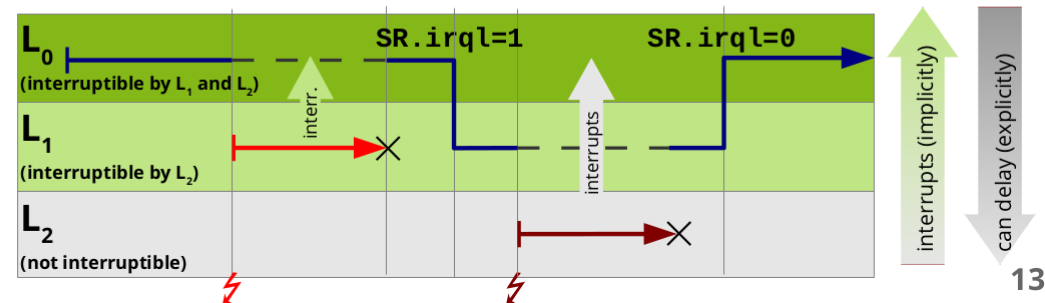 L0
(interruptible by L1 and L2)
SR.irql=1
SR.irql=0
interr.
interrupts
L1
(interruptible by L2)
L2
(not interruptible)
interrupts (implicitly)
can delay (explicitly)
13